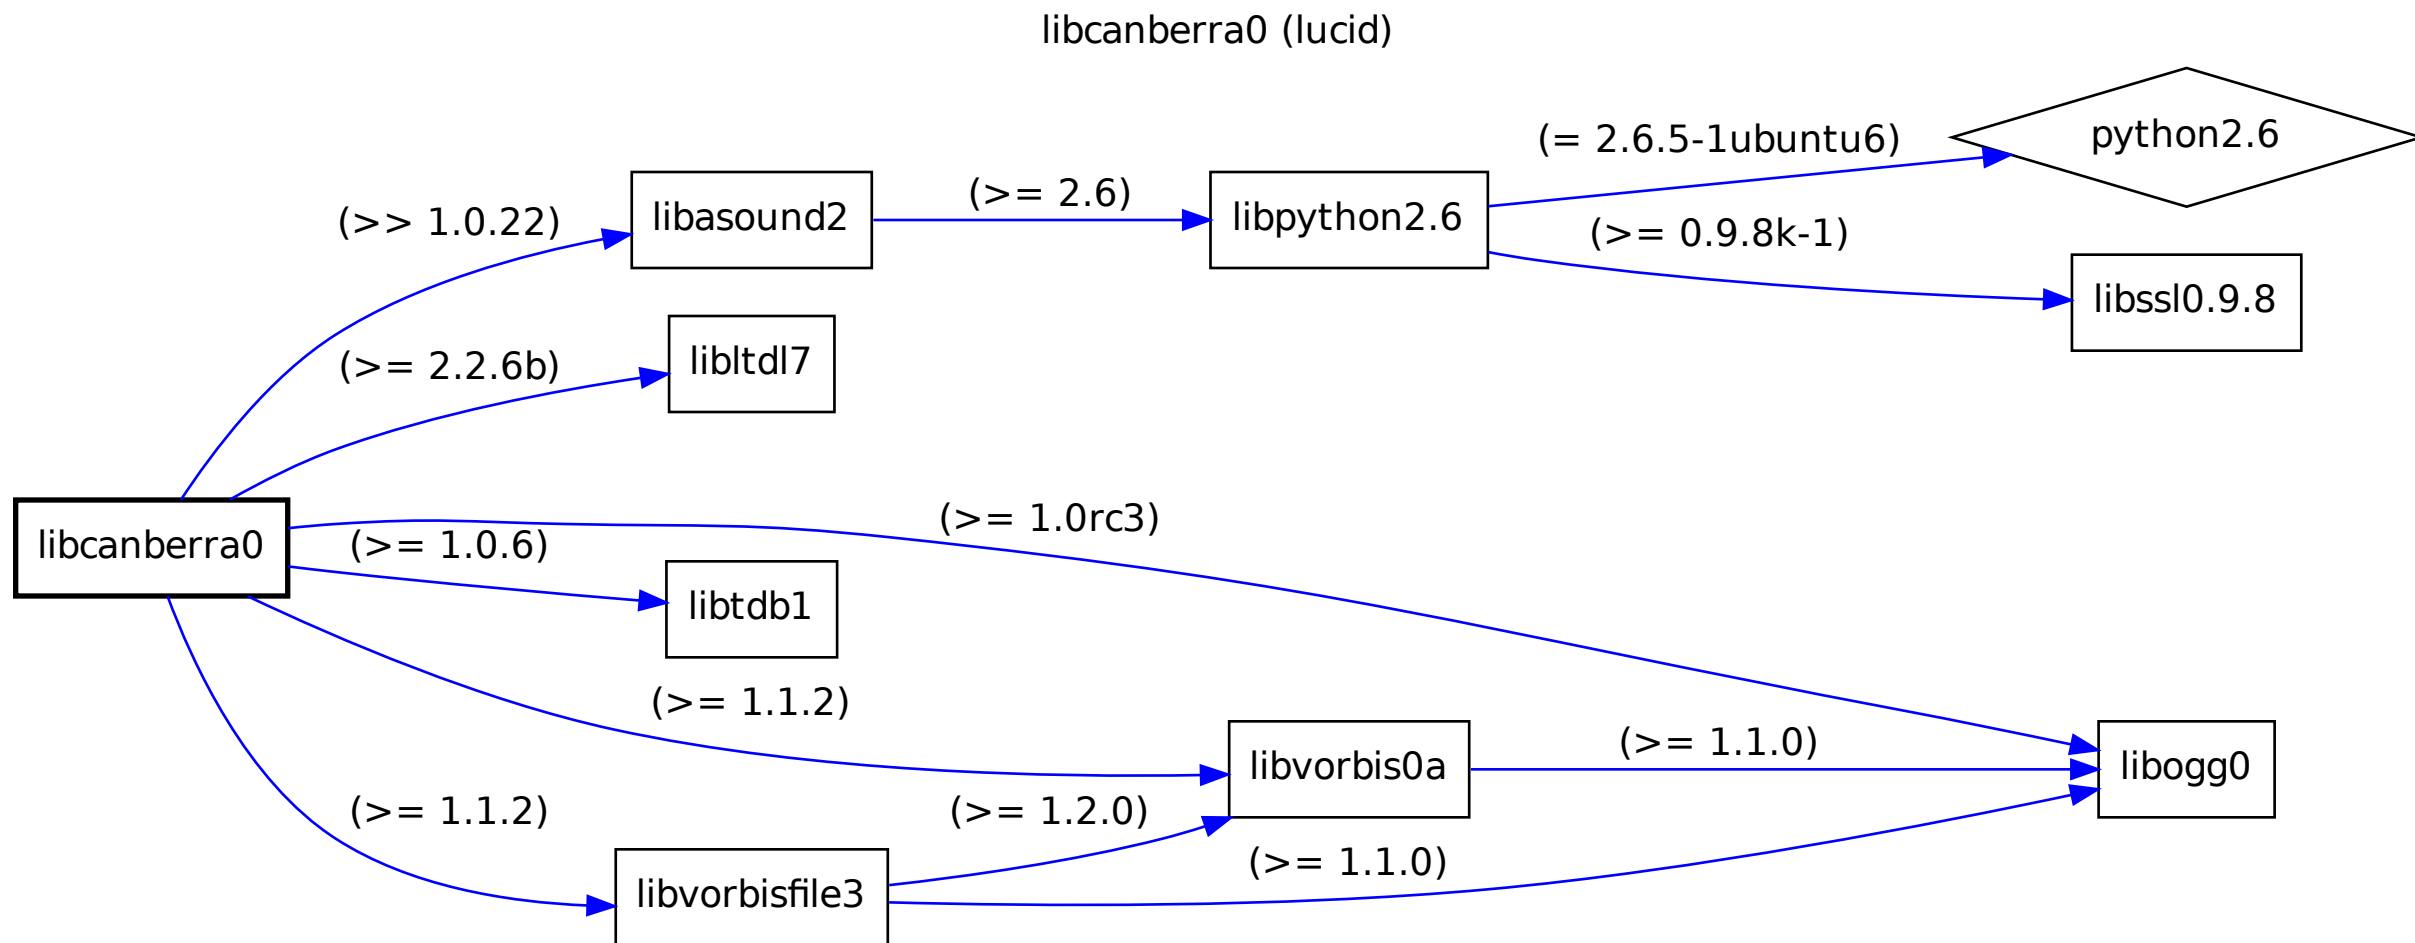 libcanberra0 (lucid)
python2.6
(= 2.6.5-1ubuntu6)
(>= 2.6)
(>> 1.0.22)
libasound2
libpython2.6
(>= 0.9.8k-1)
libssl0.9.8
libltdl7
(>= 2.2.6b)
(>= 1.0rc3)
libcanberra0
(>= 1.0.6)
libtdb1
(>= 1.1.2)
(>= 1.1.0)
libvorbis0a
libogg0
(>= 1.1.2)
(>= 1.2.0)
(>= 1.1.0)
libvorbisfile3